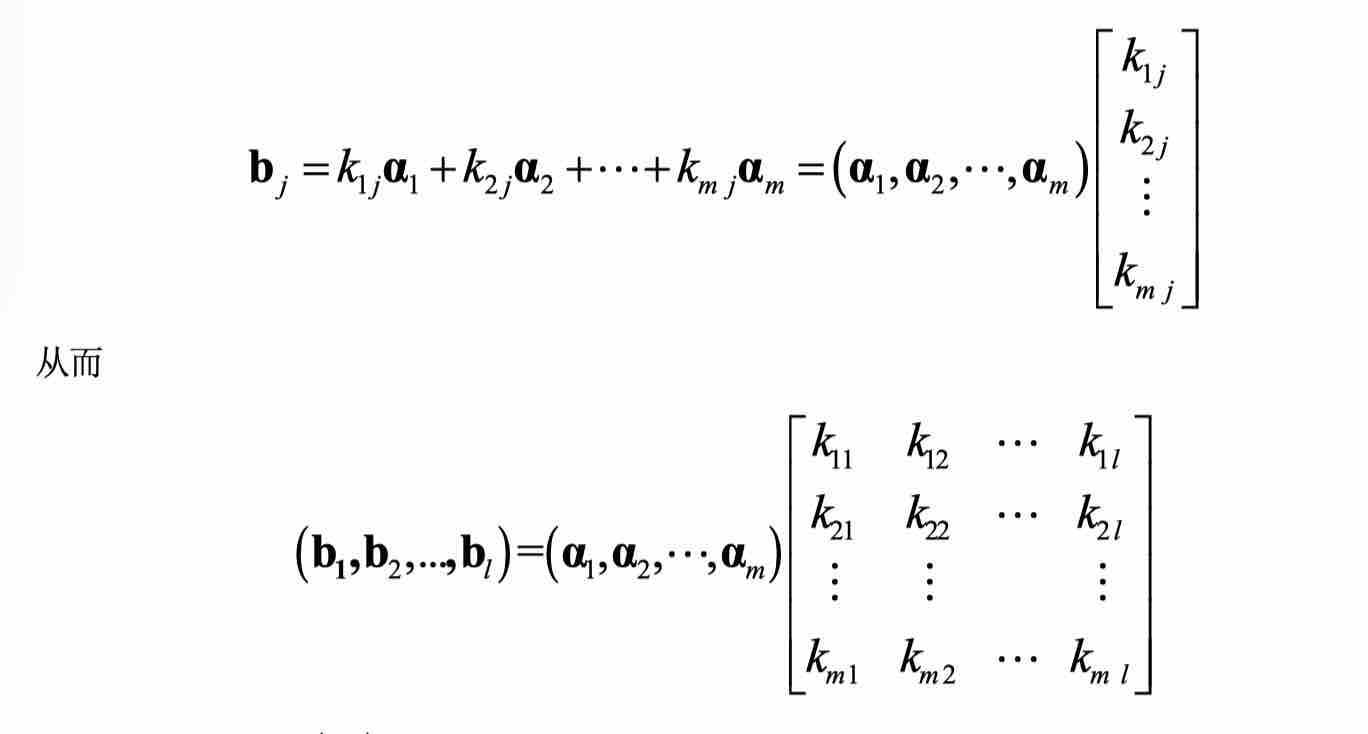 b_j = k_{1j}α_1 + k_{2j}α_2 + ⋯ + k_{mj}α_m = (α_1, α_2, ⋯, α_m) [k_{1j} k_{2j} ⋮ k_{mj}]
从而
(b_1, b_2, ..., b_l) = (α_1, α_2, ⋯, α_m) [k_{11} k_{12} ⋯ k_{1l}
k_{21} k_{22} ⋯ k_{2l}
⋮ ⋮ ⋮
k_{m1} k_{m2} ⋯ k_{ml}]